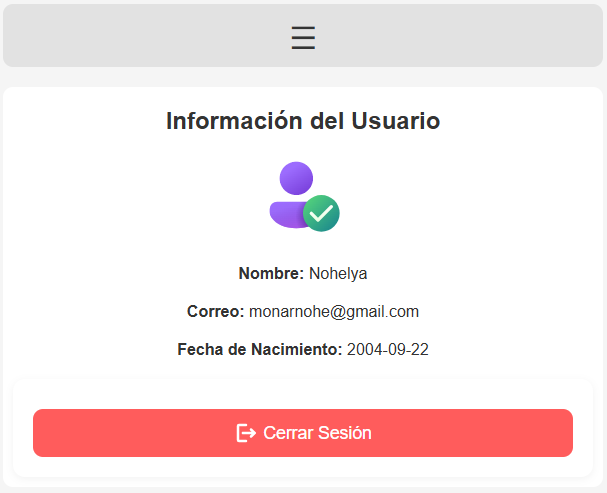 Información del Usuario
Nombre: Nohelya
Correo: monarnohe@gmail.com
Fecha de Nacimiento: 2004-09-22
Cerrar Sesión